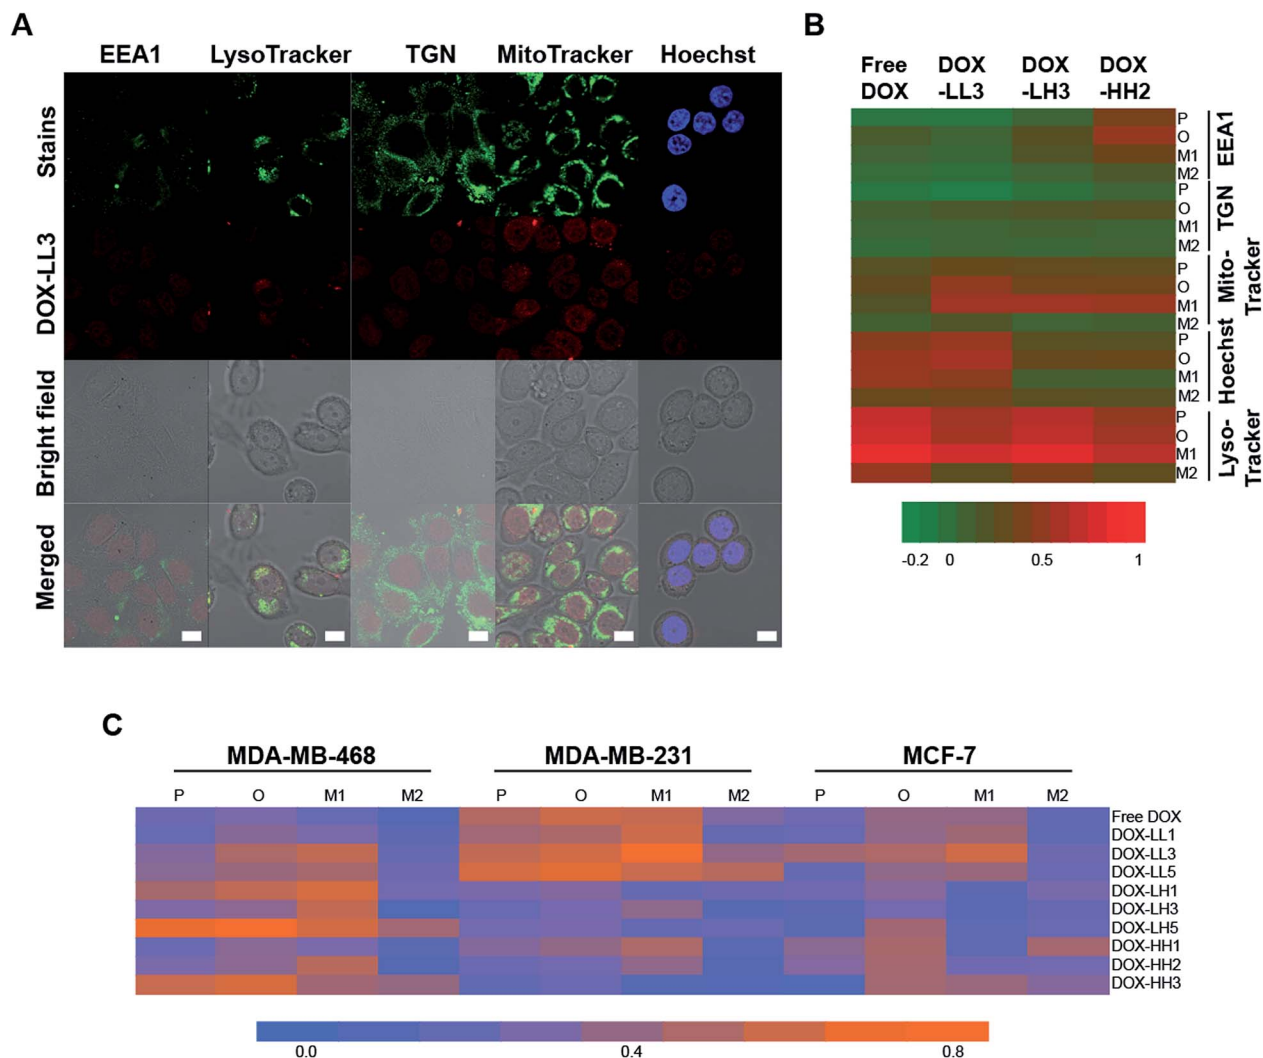 A
EEA1 LysoTracker TGN MitoTracker Hoechst
Stains
DOX-LL3
Bright field
Merged
B
Free DOX DOX DOX
DOX -LL3 -LH3 -HH2
P
O
M1
M2
EEA1
P
O
M1
M2
TGN
P
O
M1
M2
Mito-
Tracker
P
O
M1
M2
Hoechst
P
O
M1
M2
Lyso-
Tracker
-0.2 0 0.5 1
C
MDA-MB-468 MDA-MB-231 MCF-7
P O M1 M2 P O M1 M2 P O M1 M2
Free DOX
DOX-LL1
DOX-LL3
DOX-LL5
DOX-LH1
DOX-LH3
DOX-LH5
DOX-HH1
DOX-HH2
DOX-HH3
0.0 0.4 0.8